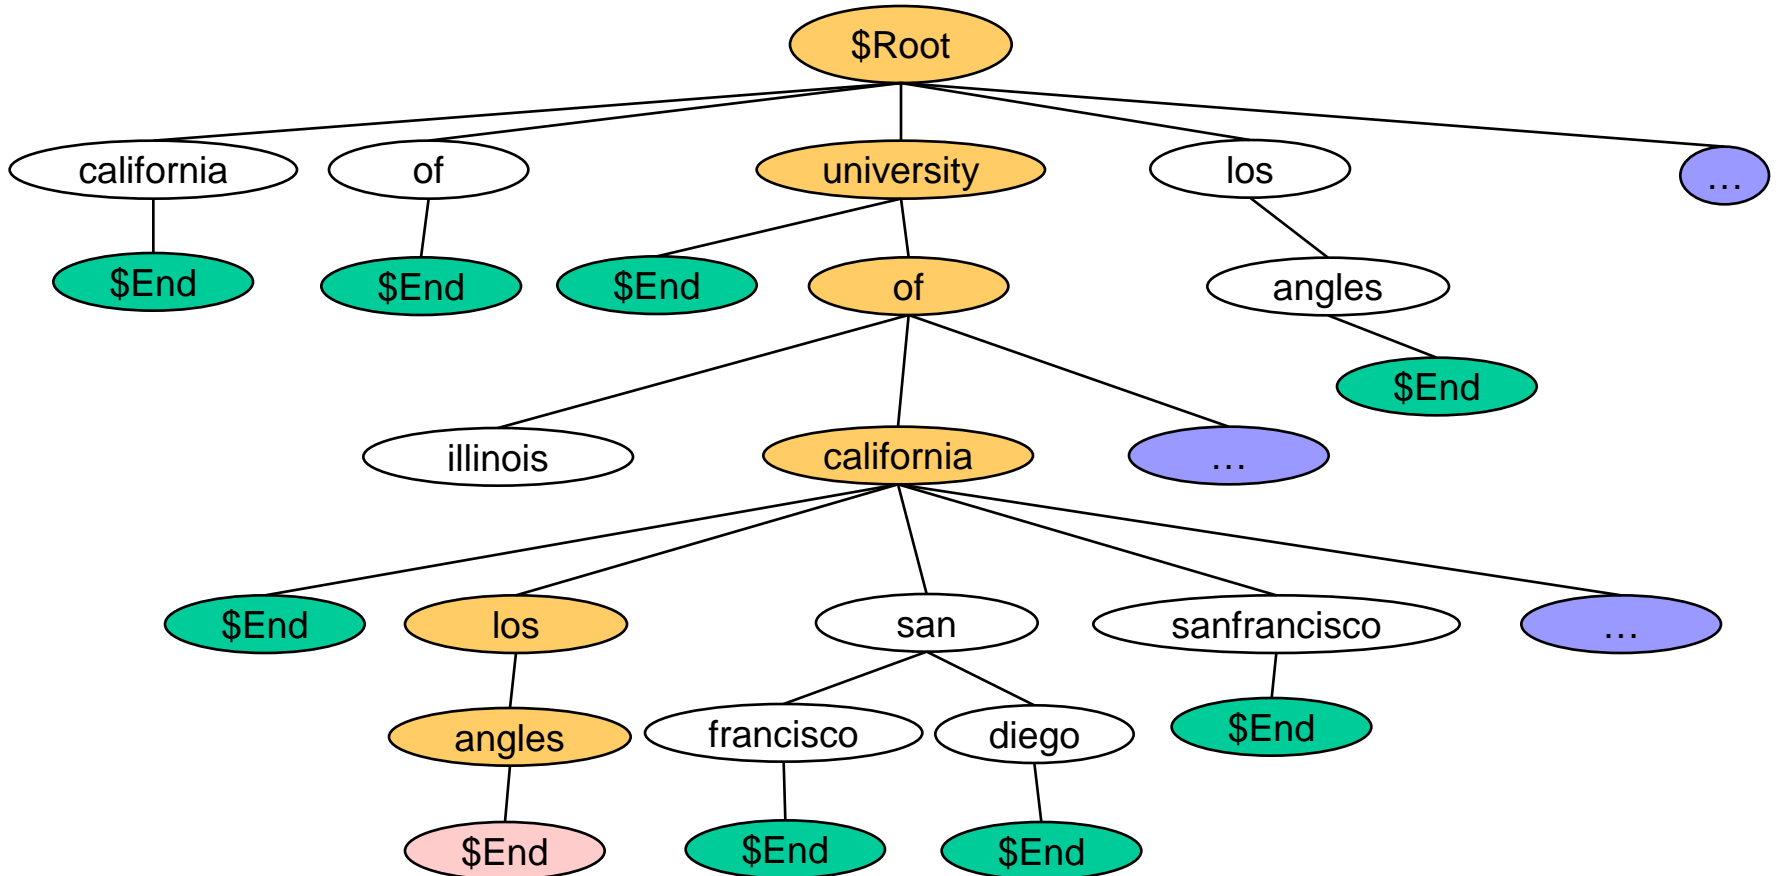 $Root
california of university los …
$End $End $End of angles
$End
illinois california …
$End los san sanfrancisco …
angles francisco diego $End
$End $End $End